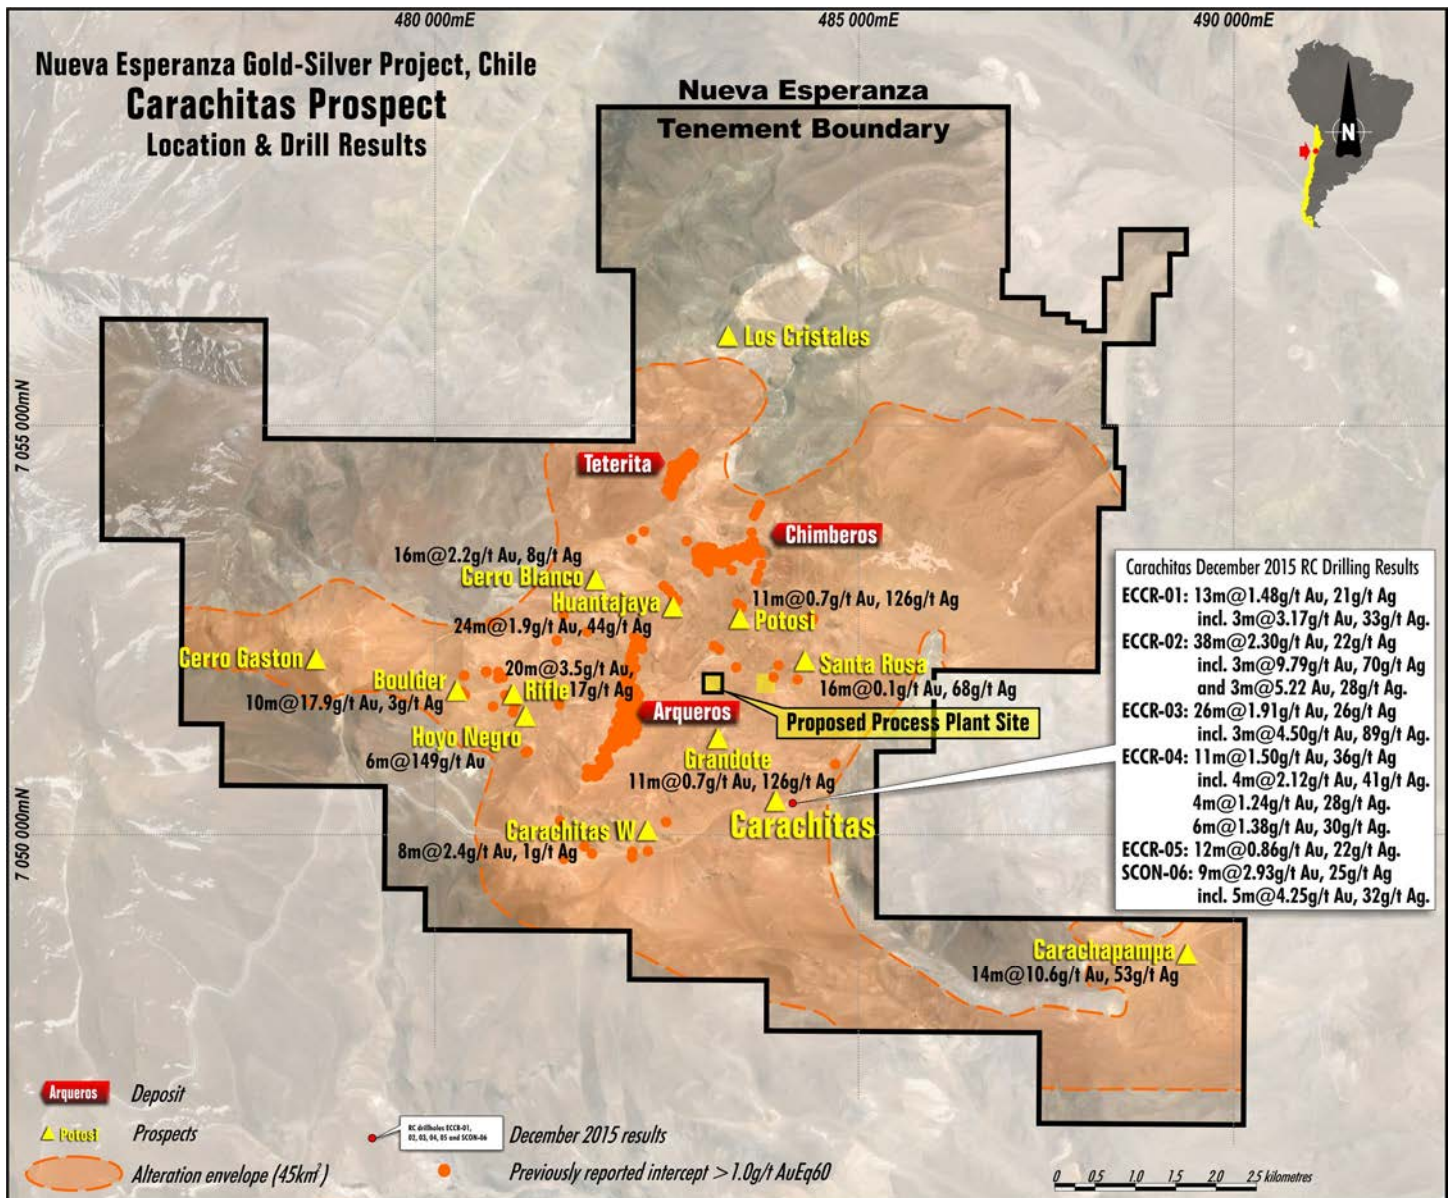 480 000mE
485 000mE
490 000mE
Nueva Esperanza Gold-Silver Project, Chile
Carachitas Prospect
Location & Drill Results
Nueva Esperanza
Tenement Boundary
N
7 055 000mN
7 050 000mN
Los Cristales
Teterita
Chimberos
16m@2.2g/t Au, 8g/t Ag
Cerro Blanco
Huantajaya
24m@1.9g/t Au, 44g/t Ag
11m@0.7g/t Au, 126g/t Ag
Potosi
Cerro Gaston
Boulder
10m@17.9g/t Au, 3g/t Ag
20m@3.5g/t Au,
17g/t Ag
Rifle
Santa Rosa
16m@0.1g/t Au, 68g/t Ag
Hoyo Negro
6m@149g/t Au
Arqueros
Proposed Process Plant Site
Grandote
11m@0.7g/t Au, 126g/t Ag
Carachitas
Carachitas W
8m@2.4g/t Au, 1g/t Ag
Carachapampa
14m@10.6g/t Au, 53g/t Ag
Carachitas December 2015 RC Drilling Results
ECCR-01: 13m@1.48g/t Au, 21g/t Ag
incl. 3m@3.17g/t Au, 33g/t Ag.
ECCR-02: 38m@2.30g/t Au, 22g/t Ag
incl. 3m@9.79g/t Au, 70g/t Ag
and 3m@5.22 Au, 28g/t Ag.
ECCR-03: 26m@1.91g/t Au, 26g/t Ag
incl. 3m@4.50g/t Au, 89g/t Ag.
ECCR-04: 11m@1.50g/t Au, 36g/t Ag
incl. 4m@2.12g/t Au, 41g/t Ag.
4m@1.24g/t Au, 28g/t Ag.
6m@1.38g/t Au, 30g/t Ag.
ECCR-05: 12m@0.86g/t Au, 22g/t Ag.
SCON-06: 9m@2.93g/t Au, 25g/t Ag
incl. 5m@4.25g/t Au, 32g/t Ag.
Arqueros Deposit
Potosi Prospects
Alteration envelope (45km²)
RC drillholes ECCR-01,
02, 03, 04, 05 and SCON-06
December 2015 results
Previously reported intercept >1.0g/t AuEq60
0 0.5 1.0 1.5 2.0 2.5 kilometres